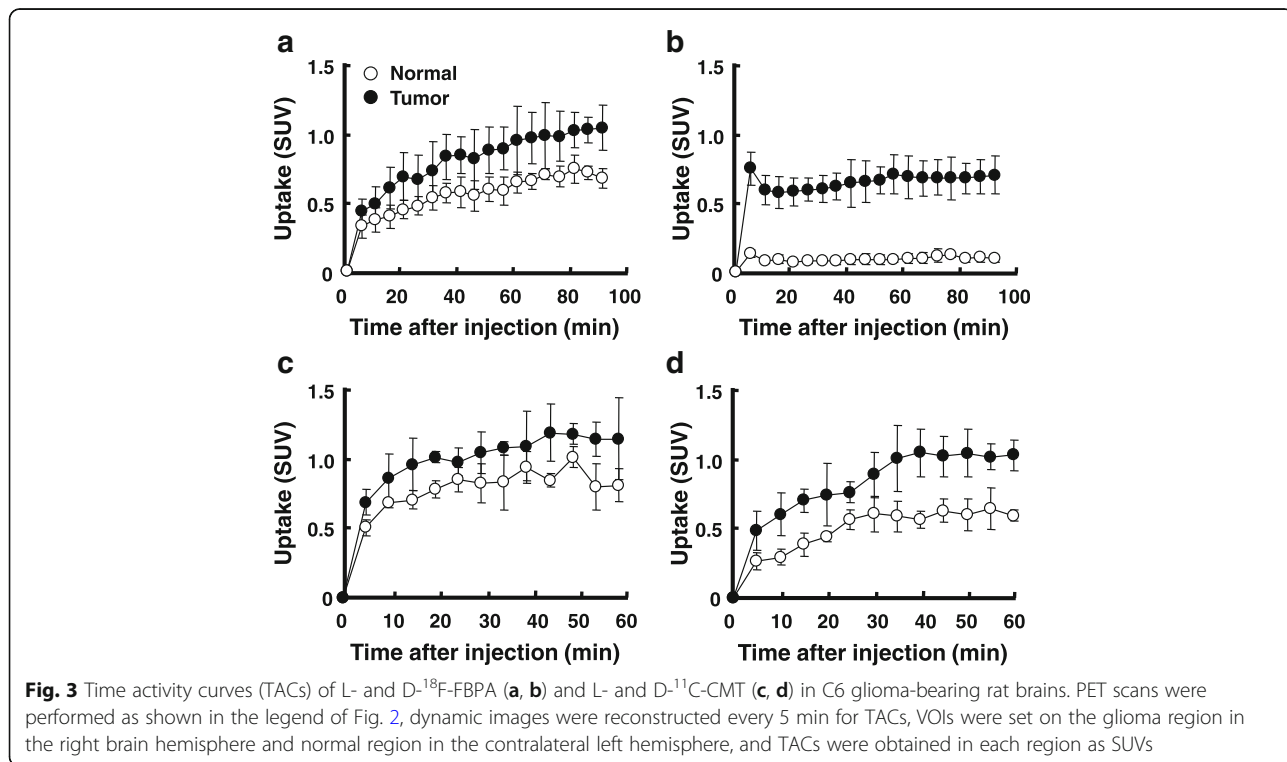 a
1.5
1.0
0.5
0
Uptake (SUV)
Normal
Tumor
0 20 40 60 80 100
Time after injection (min)
b
1.5
1.0
0.5
0
Uptake (SUV)
0 20 40 60 80 100
Time after injection (min)
c
1.5
1.0
0.5
0
Uptake (SUV)
0 10 20 30 40 50 60
Time after injection (min)
d
1.5
1.0
0.5
0
Uptake (SUV)
0 10 20 30 40 50 60
Time after injection (min)
Fig. 3 Time activity curves (TACs) of L- and D-¹⁸F-FBPA (a, b) and L- and D-¹¹C-CMT (c, d) in C6 glioma-bearing rat brains. PET scans were
performed as shown in the legend of Fig. 2, dynamic images were reconstructed every 5 min for TACs, VOIs were set on the glioma region in
the right brain hemisphere and normal region in the contralateral left hemisphere, and TACs were obtained in each region as SUVs